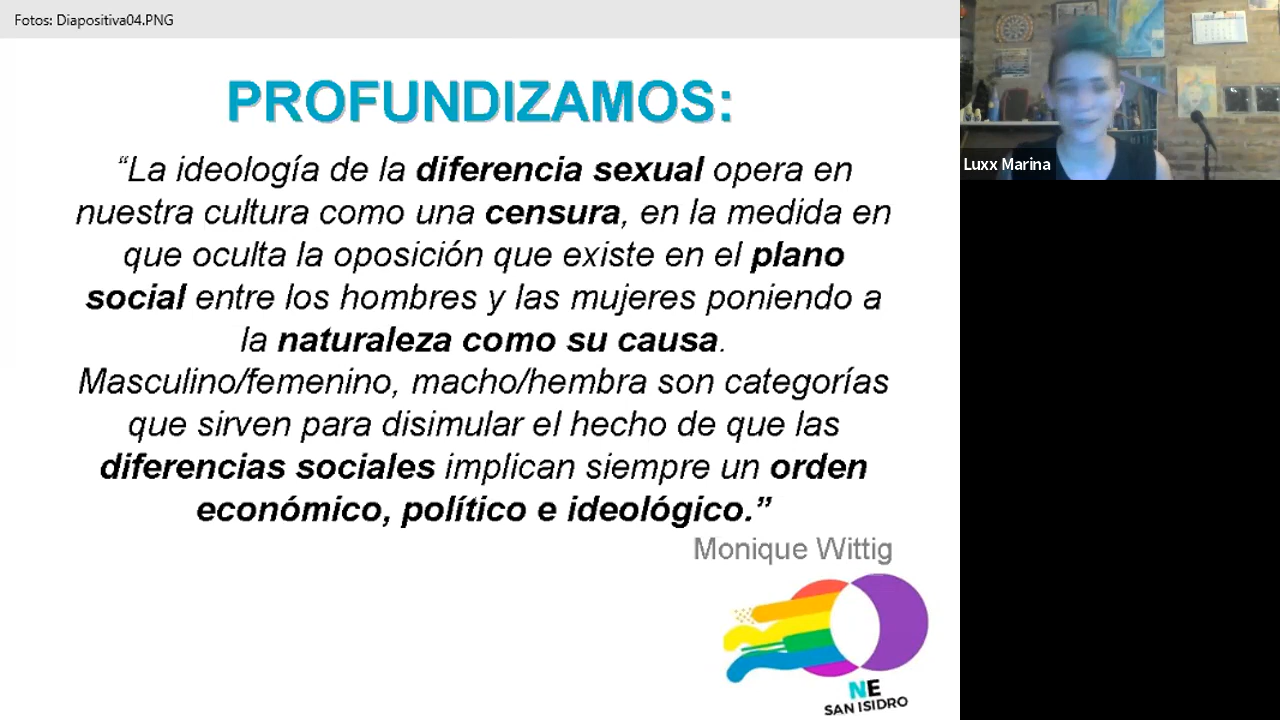 Fotos: Diapositiva04.PNG
PROFUNDIZAMOS:
“La ideología de la diferencia sexual opera en
nuestra cultura como una censura, en la medida en
que oculta la oposición que existe en el plano
social entre los hombres y las mujeres poniendo a
la naturaleza como su causa.
Masculino/femenino, macho/hembra son categorías
que sirven para disimular el hecho de que las
diferencias sociales implican siempre un orden
económico, político e ideológico.”
Monique Wittig
NE
SAN ISIDRO
Luxx Marina